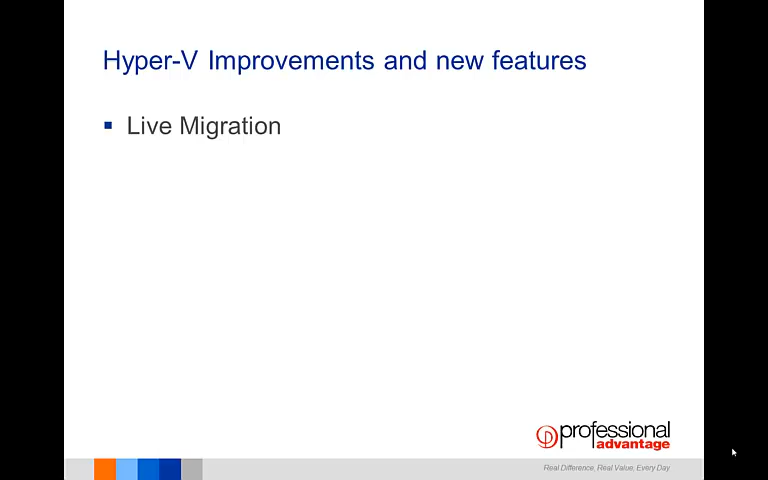 Hyper-V Improvements and new features
Live Migration
professional
advantage
Real Difference, Real Value, Every Day